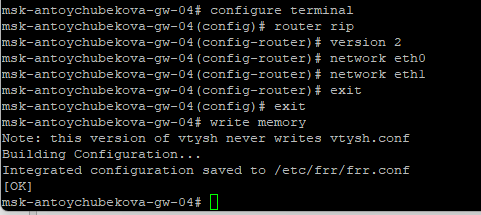 msk-antoychubekova-gw-04# configure terminal
msk-antoychubekova-gw-04(config)# router rip
msk-antoychubekova-gw-04(config-router)# version 2
msk-antoychubekova-gw-04(config-router)# network eth0
msk-antoychubekova-gw-04(config-router)# network eth1
msk-antoychubekova-gw-04(config-router)# exit
msk-antoychubekova-gw-04(config)# exit
msk-antoychubekova-gw-04# write memory
Note: this version of vtysh never writes vtysh.conf
Building Configuration...
Integrated configuration saved to /etc/frr/frr.conf
[OK]
msk-antoychubekova-gw-04#